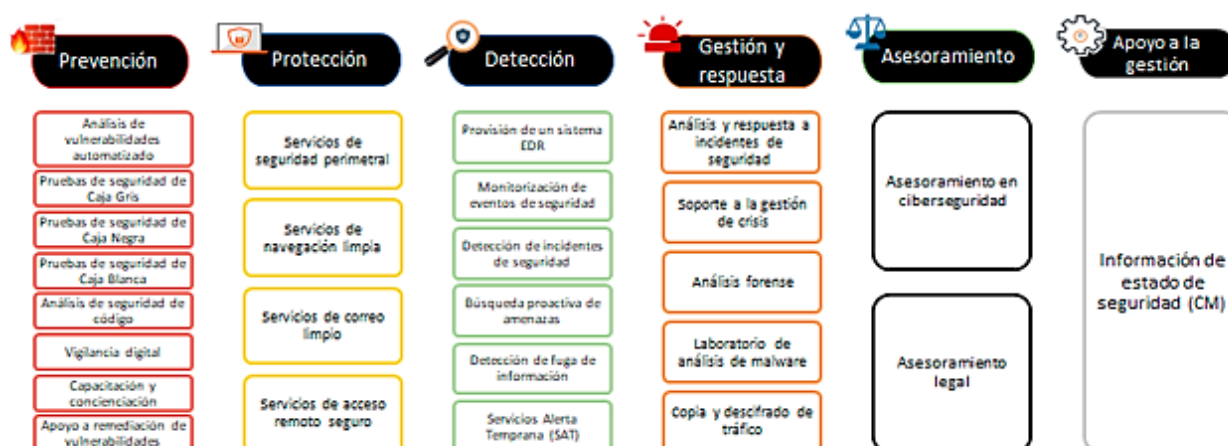 Prevención
Análisis de
vulnerabilidades
automatizado
Pruebas de seguridad de
Caja Gris
Pruebas de seguridad de
Caja Negra
Pruebas de seguridad de
Caja Blanca
Análisis de seguridad de
código
Vigilancia digital
Capacitación y
concienciación
Apoyo a remediación de
vulnerabilidades
Protección
Servicios de
seguridad perimetral
Servicios de
navegación limpia
Servicios de correo
limpio
Servicios de acceso
remoto seguro
Detección
Provisión de un sistema
EDR
Monitorización de
eventos de seguridad
Detección de incidentes
de seguridad
Búsqueda proactiva de
amenazas
Detección de fuga de
información
Servicios Alerta
Temprana (SAT)
Gestión y
respuesta
Análisis y respuesta a
incidentes de
seguridad
Soporte a la gestión
de crisis
Análisis forense
Laboratorio de
análisis de malware
Copia y descifrado de
tráfico
Asesoramiento
Asesoramiento en
ciberseguridad
Asesoramiento
legal
Apoyo a la
gestión
Información de
estado de
seguridad (CM)